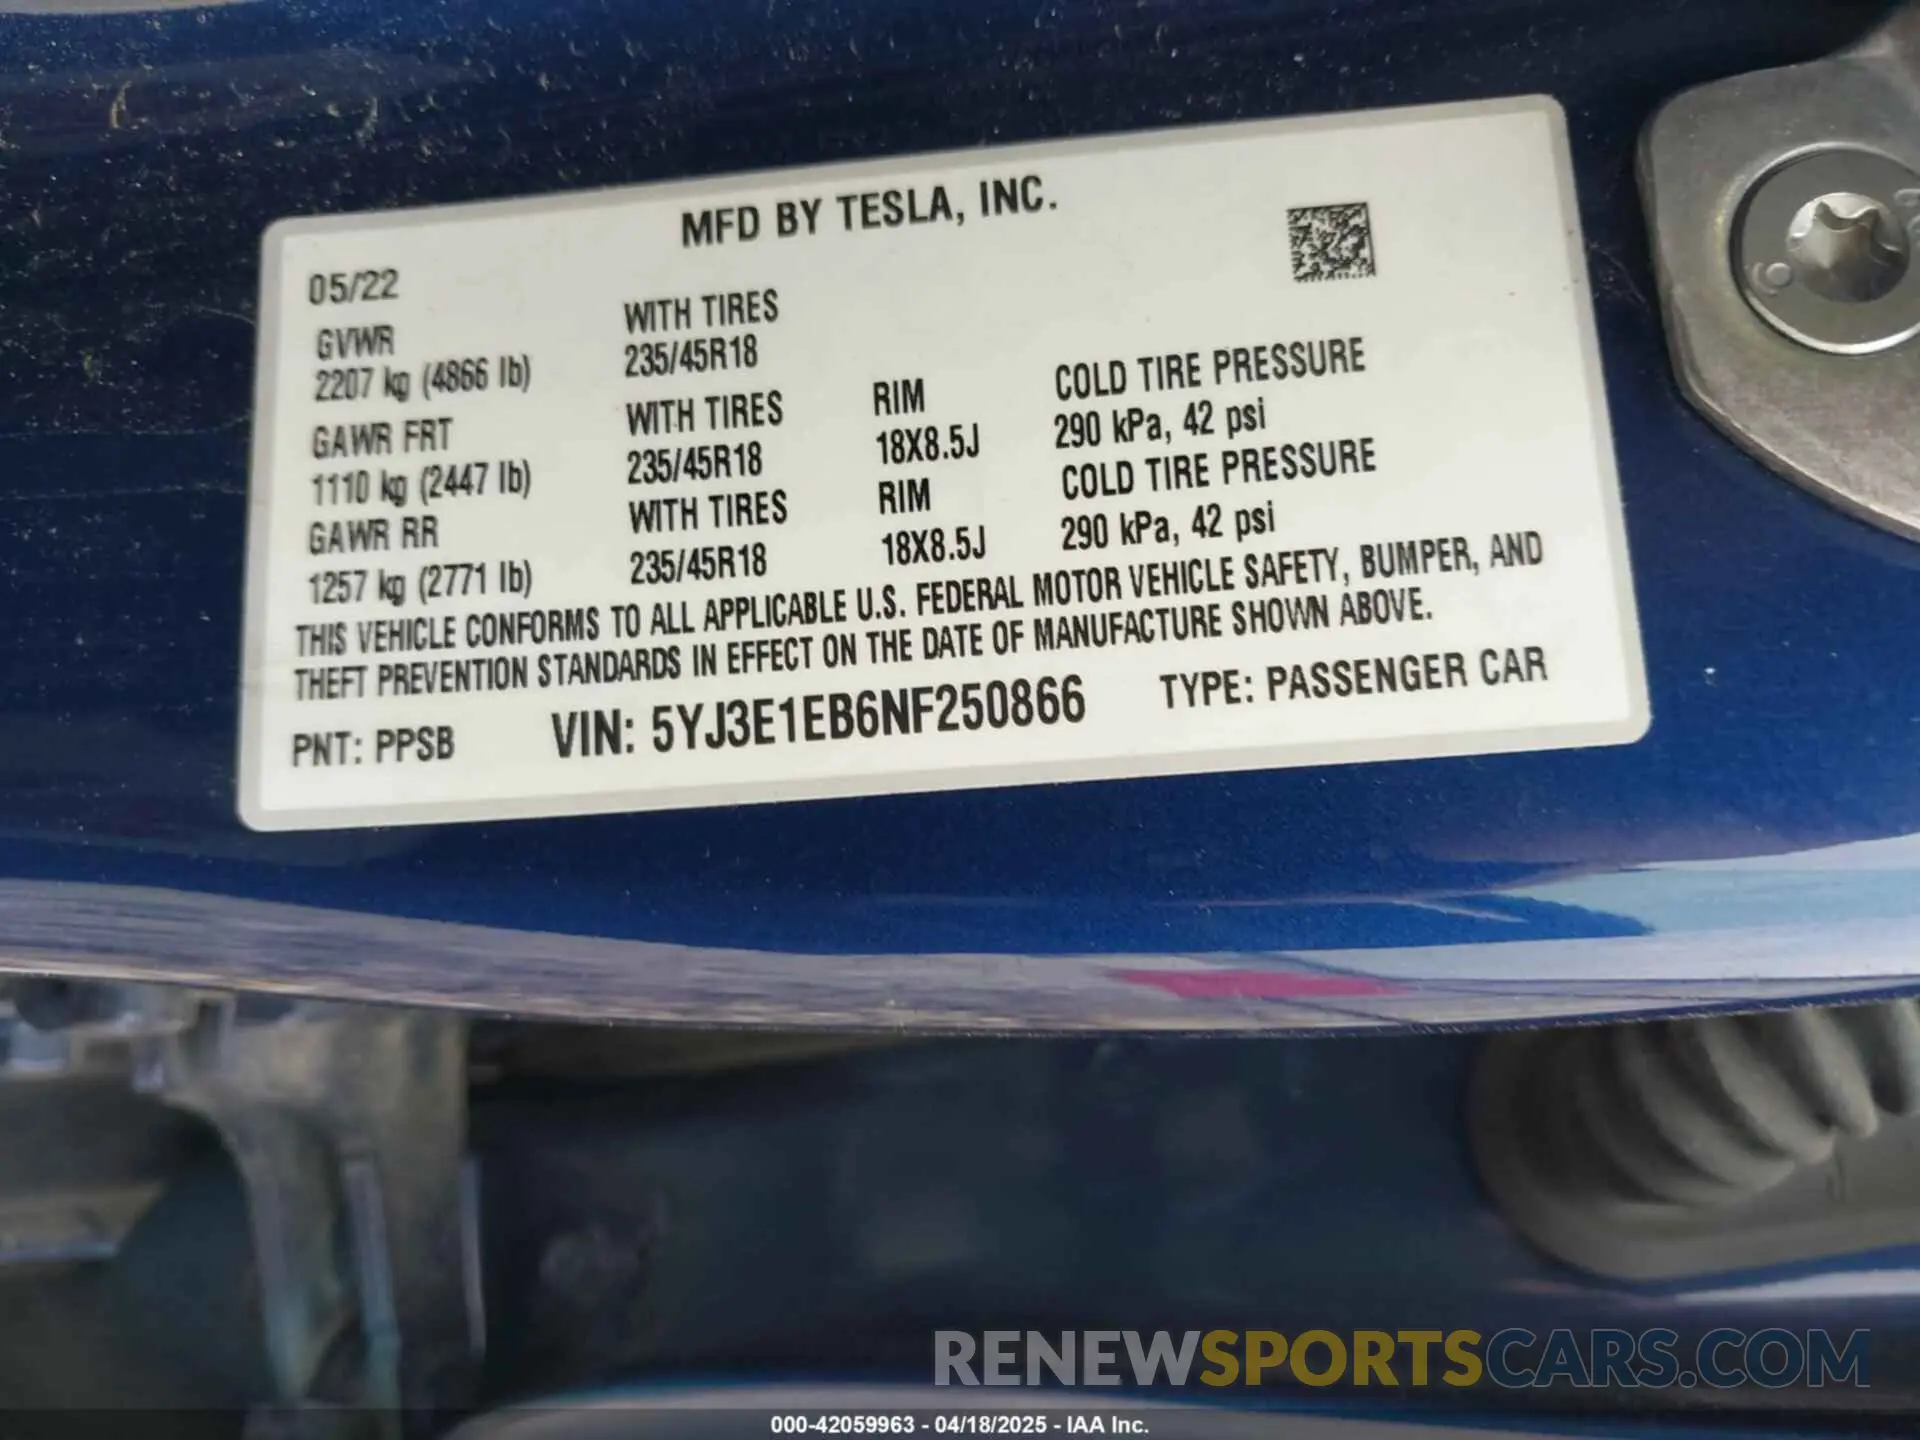 MFD BY TESLA, INC.
05/22
GVWR
2207 kg (4866 lb)
WITH TIRES
235/45R18
GAWR FRT
1110 kg (2447 lb)
WITH TIRES
235/45R18
RIM
18X8.5J
COLD TIRE PRESSURE
290 kPa, 42 psi
GAWR RR
1257 kg (2771 lb)
WITH TIRES
235/45R18
RIM
18X8.5J
COLD TIRE PRESSURE
290 kPa, 42 psi
THIS VEHICLE CONFORMS TO ALL APPLICABLE U.S. FEDERAL MOTOR VEHICLE SAFETY, BUMPER, AND
THEFT PREVENTION STANDARDS IN EFFECT ON THE DATE OF MANUFACTURE SHOWN ABOVE.
PNT: PPSB
VIN: 5YJ3E1EB6NF250866
TYPE: PASSENGER CAR
RENEWSPORTSCARS.COM
000-42059963 - 04/18/2025 - IAA Inc.